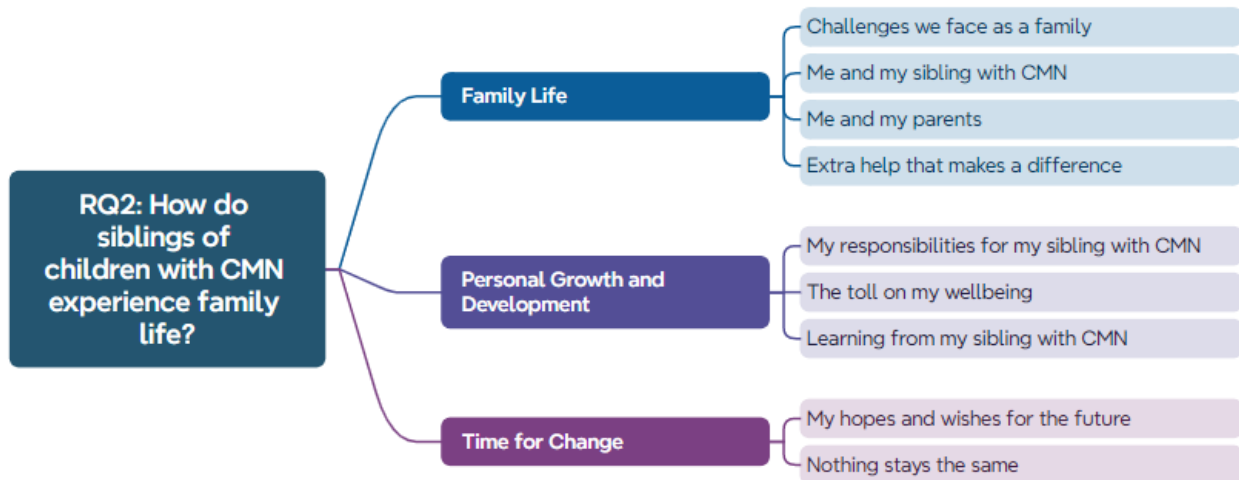 RQ2: How do
siblings of
children with CMN
experience family
life?
Family Life
Challenges we face as a family
Me and my sibling with CMN
Me and my parents
Extra help that makes a difference
Personal Growth and
Development
My responsibilities for my sibling with CMN
The toll on my wellbeing
Learning from my sibling with CMN
Time for Change
My hopes and wishes for the future
Nothing stays the same